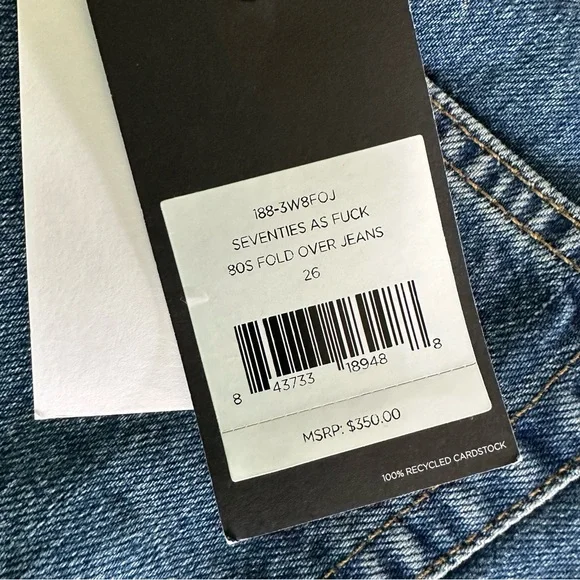 188-3W8FOJ
SEVENTIES AS FUCK
80S FOLD OVER JEANS
26
8 43733 18948 8
MSRP: $350.00
100% RECYCLED CARDSTOCK